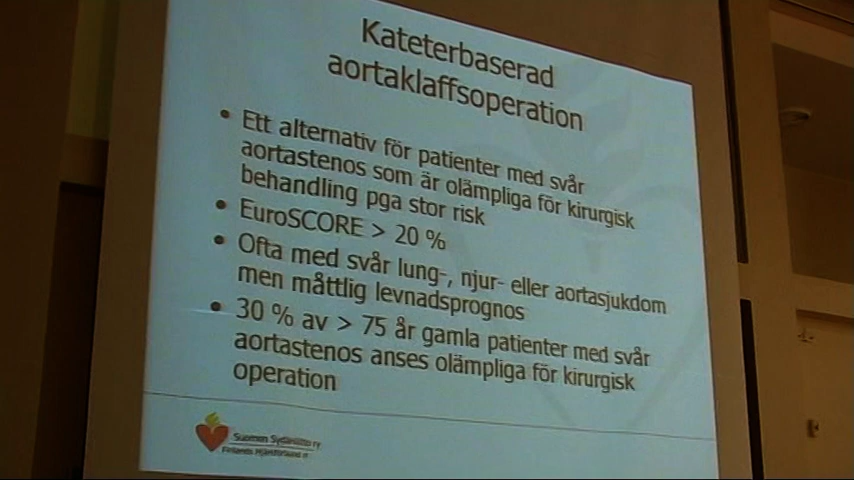 Kateterbaserad
aortaklaffsoperation
• Ett alternativ för patienter med svår
aortastenos som är olämpliga för kirurgisk
behandling pga stor risk
• EuroSCORE > 20 %
• Ofta med svår lung-, njur- eller aortasjukdom
men måttlig levnadsprognos
• 30 % av > 75 år gamla patienter med svår
aortastenos anses olämpliga för kirurgisk
operation
Suomen Sydänliitto ry
Finlands Hjärtförbund rf